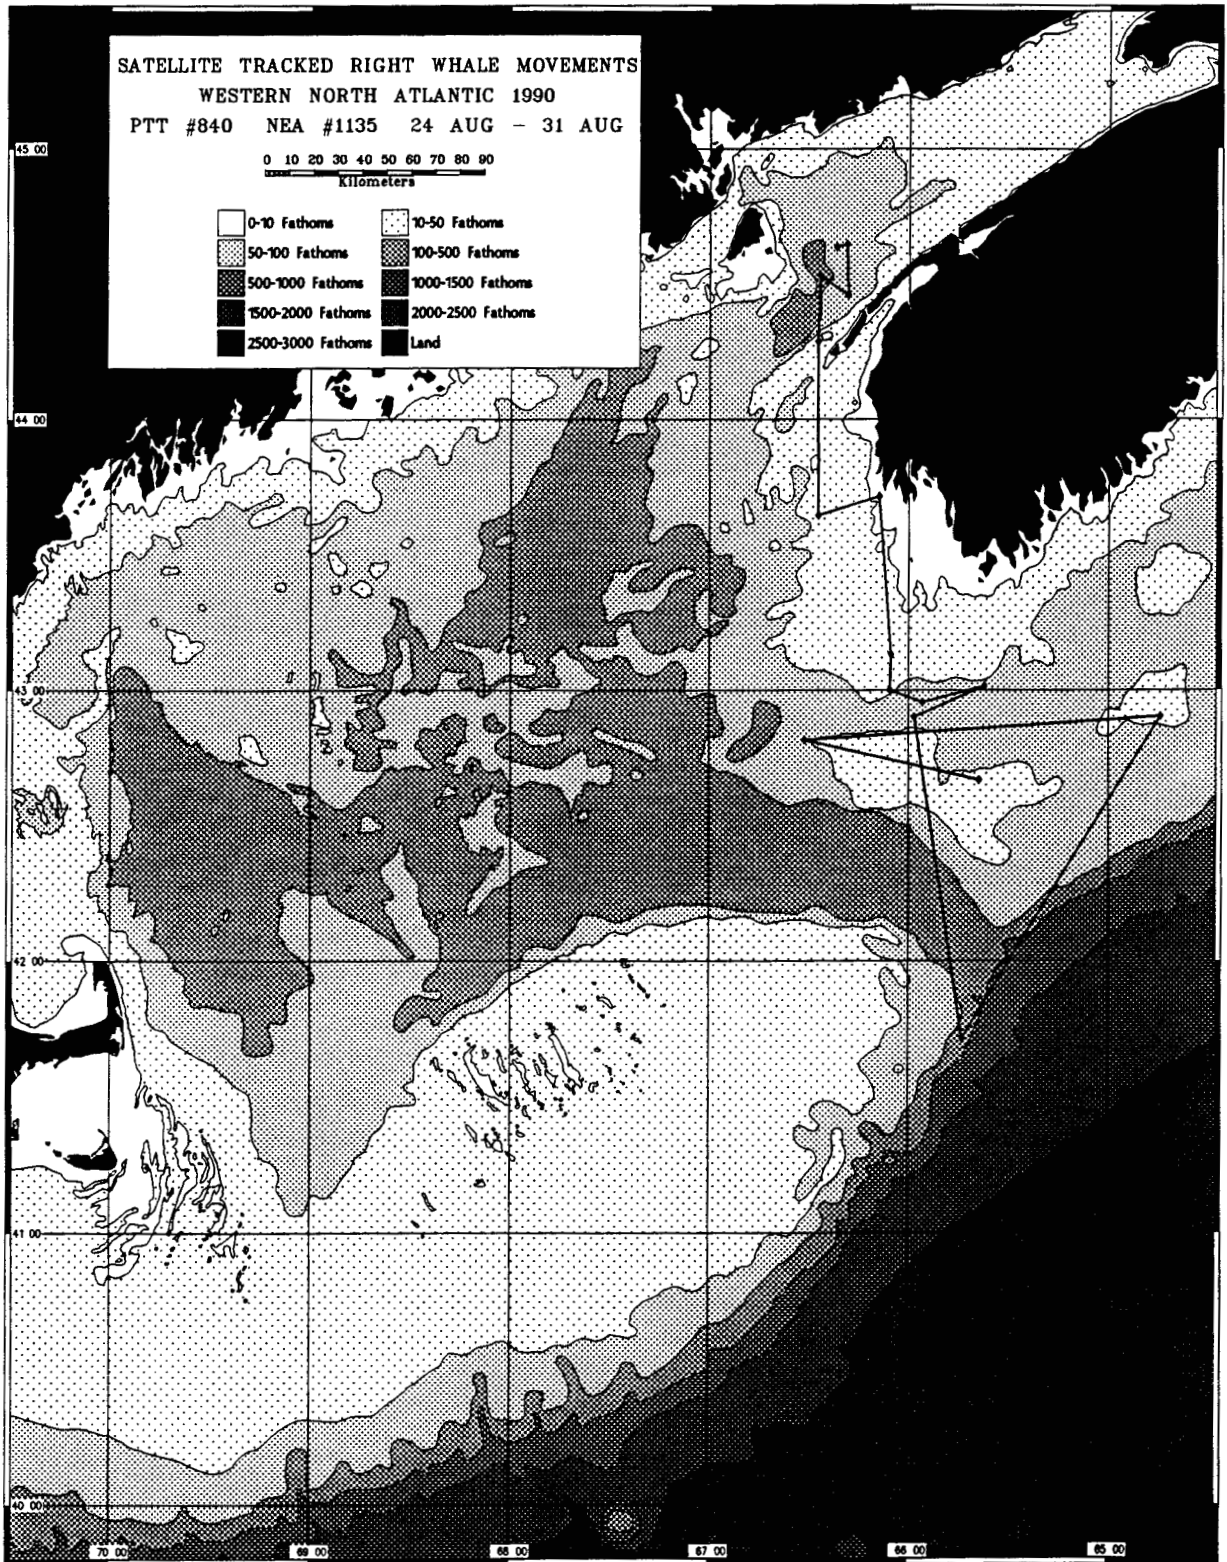 SATELLITE TRACKED RIGHT WHALE MOVEMENTS
WESTERN NORTH ATLANTIC 1990
PTT #840 NEA #1135 24 AUG - 31 AUG
0 10 20 30 40 50 60 70 80 90
Kilometers
0-10 Fathoms 10-50 Fathoms
50-100 Fathoms 100-500 Fathoms
500-1000 Fathoms 1000-1500 Fathoms
1500-2000 Fathoms 2000-2500 Fathoms
2500-3000 Fathoms Land
45 00
44 00
43 00
42 00
41 00
40 00
70 00 69 00 68 00 67 00 66 00 65 00